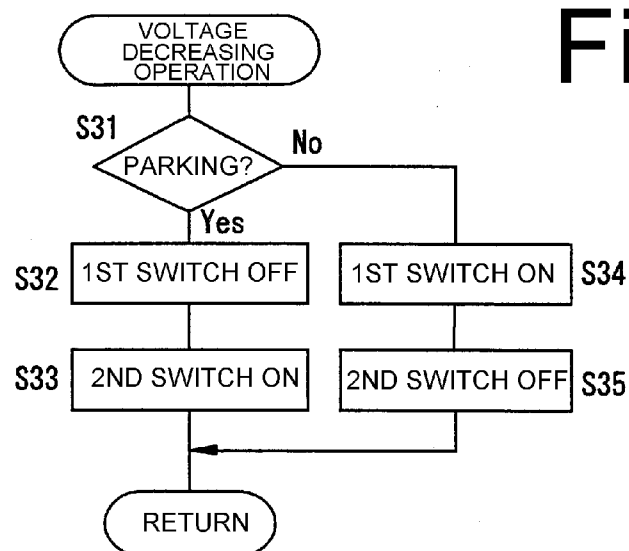 VOLTAGE
DECREASING
OPERATION
Fi
S31
PARKING?
No
Yes
S32
1ST SWITCH OFF
1ST SWITCH ON
S34
S33
2ND SWITCH ON
2ND SWITCH OFF
S35
RETURN